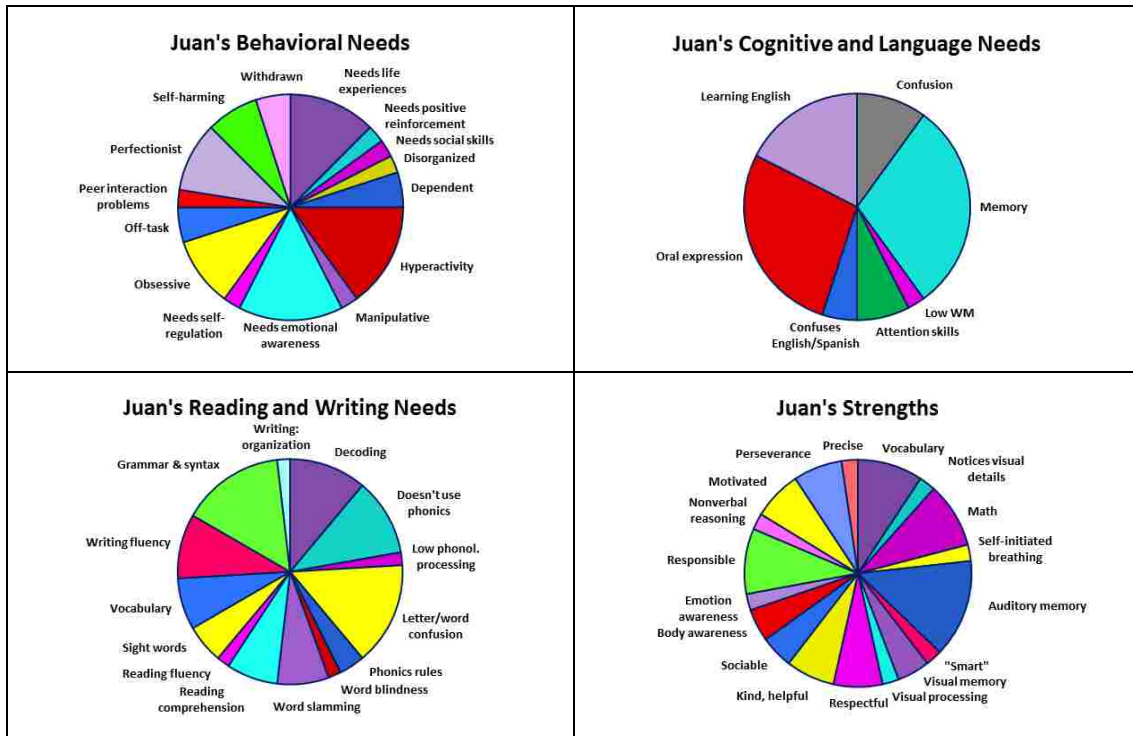 Juan's Behavioral Needs
Withdrawn
Needs life
experiences
Self-harming
Needs positive
reinforcement
Needs social skills
Perfectionist
Disorganized
Peer interaction
problems
Dependent
Off-task
Hyperactivity
Obsessive
Needs self-
regulation
Needs emotional
awareness
Manipulative
Juan's Cognitive and Language Needs
Learning English
Confusion
Memory
Oral expression
Low WM
Confuses
English/Spanish
Attention skills
Juan's Reading and Writing Needs
Writing:
organization
Decoding
Grammar & syntax
Doesn't use
phonics
Writing fluency
Low phonol.
processing
Vocabulary
Letter/word
confusion
Sight words
Phonics rules
Reading fluency
Word blindness
Reading
comprehension
Word slamming
Juan's Strengths
Precise
Vocabulary
Perseverance
Notices visual
details
Motivated
Nonverbal
reasoning
Math
Self-initiated
breathing
Responsible
Auditory memory
Emotion
awareness
Body awareness
Sociable
"Smart"
Visual memory
Kind, helpful
Respectful
Visual processing